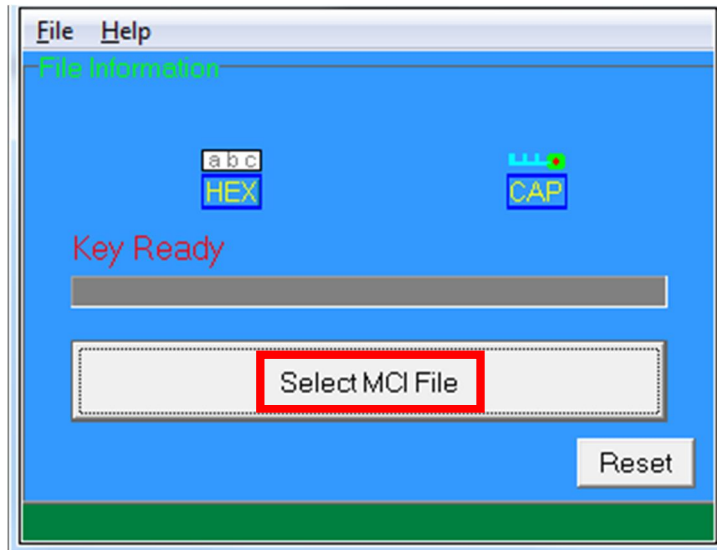 File Help
File Information
abc
HEX
CAP
Key Ready
Select MCI File
Reset